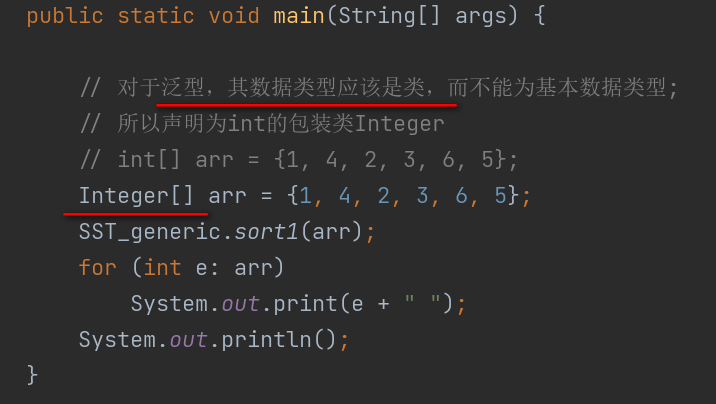 public static void main(String[] args) {
// 对于泛型，其数据类型应该是类，而不能为基本数据类型;
// 所以声明为int的包装类Integer
// int[] arr = {1, 4, 2, 3, 6, 5};
Integer[] arr = {1, 4, 2, 3, 6, 5};
SST_generic.sort1(arr);
for (int e: arr)
System.out.print(e + " ");
System.out.println();
}